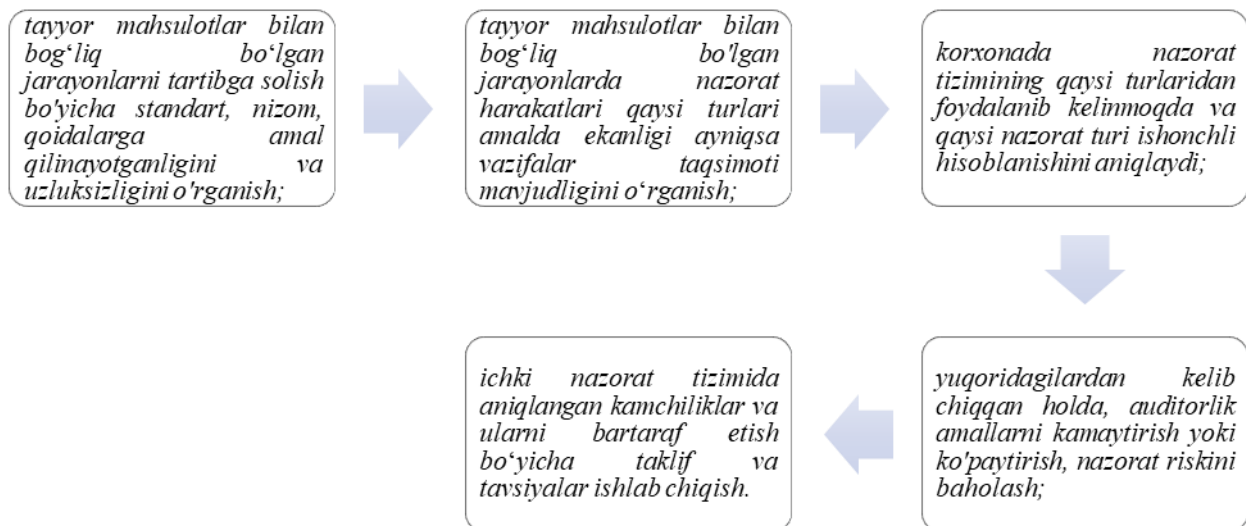 tayyor mahsulotlar bilan
bog‘liq bo‘lgan
jarayonlarni tartibga solish
bo'yicha standart, nizom,
qoidalarga amal
qilinayotganligini va
uzluksizligini o'rganish;
tayyor mahsulotlar bilan
bog‘liq bo'lgan
jarayonlarda nazorat
harakatlari qaysi turlari
amalda ekanligi ayniqsa
vazifalar taqsimoti
mavjudligini o‘rganish;
korxonada nazorat
tizimining qaysi turlaridan
foydalanib kelinmoqda va
qaysi nazorat turi ishonchli
hisoblanishini aniqlaydi;
yuqoridagilardan kelib
chiqqan holda, auditorlik
amallarni kamaytirish yoki
ko'paytirish, nazorat riskini
baholash;
ichki nazorat tizimida
aniqlangan kamchiliklar va
ularni bartaraf etish
bo‘yicha taklif va
tavsiyalar ishlab chiqish.